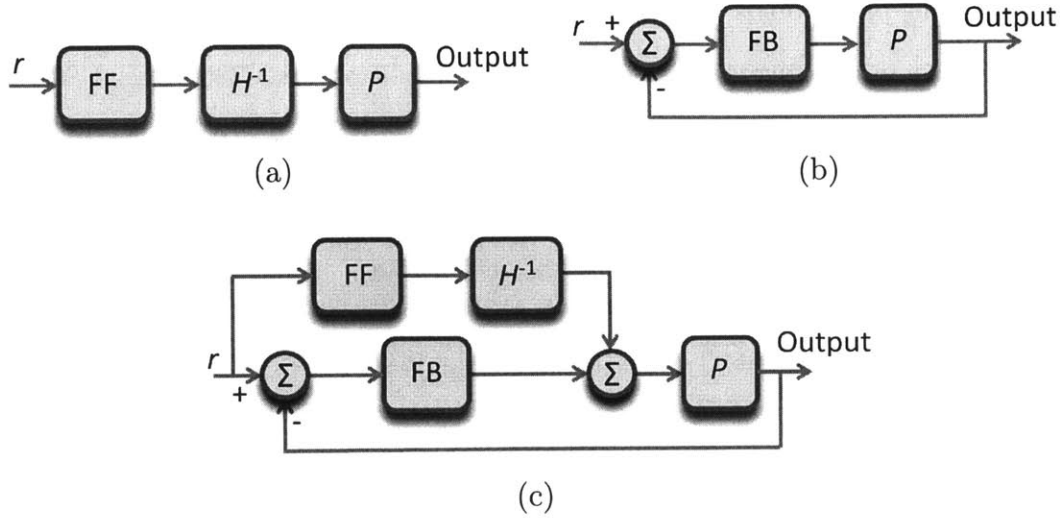 r
FF
H⁻¹
P
Output
(a)
r
+
Σ
-
FB
P
Output
(b)
FF
H⁻¹
r
+
Σ
-
FB
Σ
P
Output
(c)